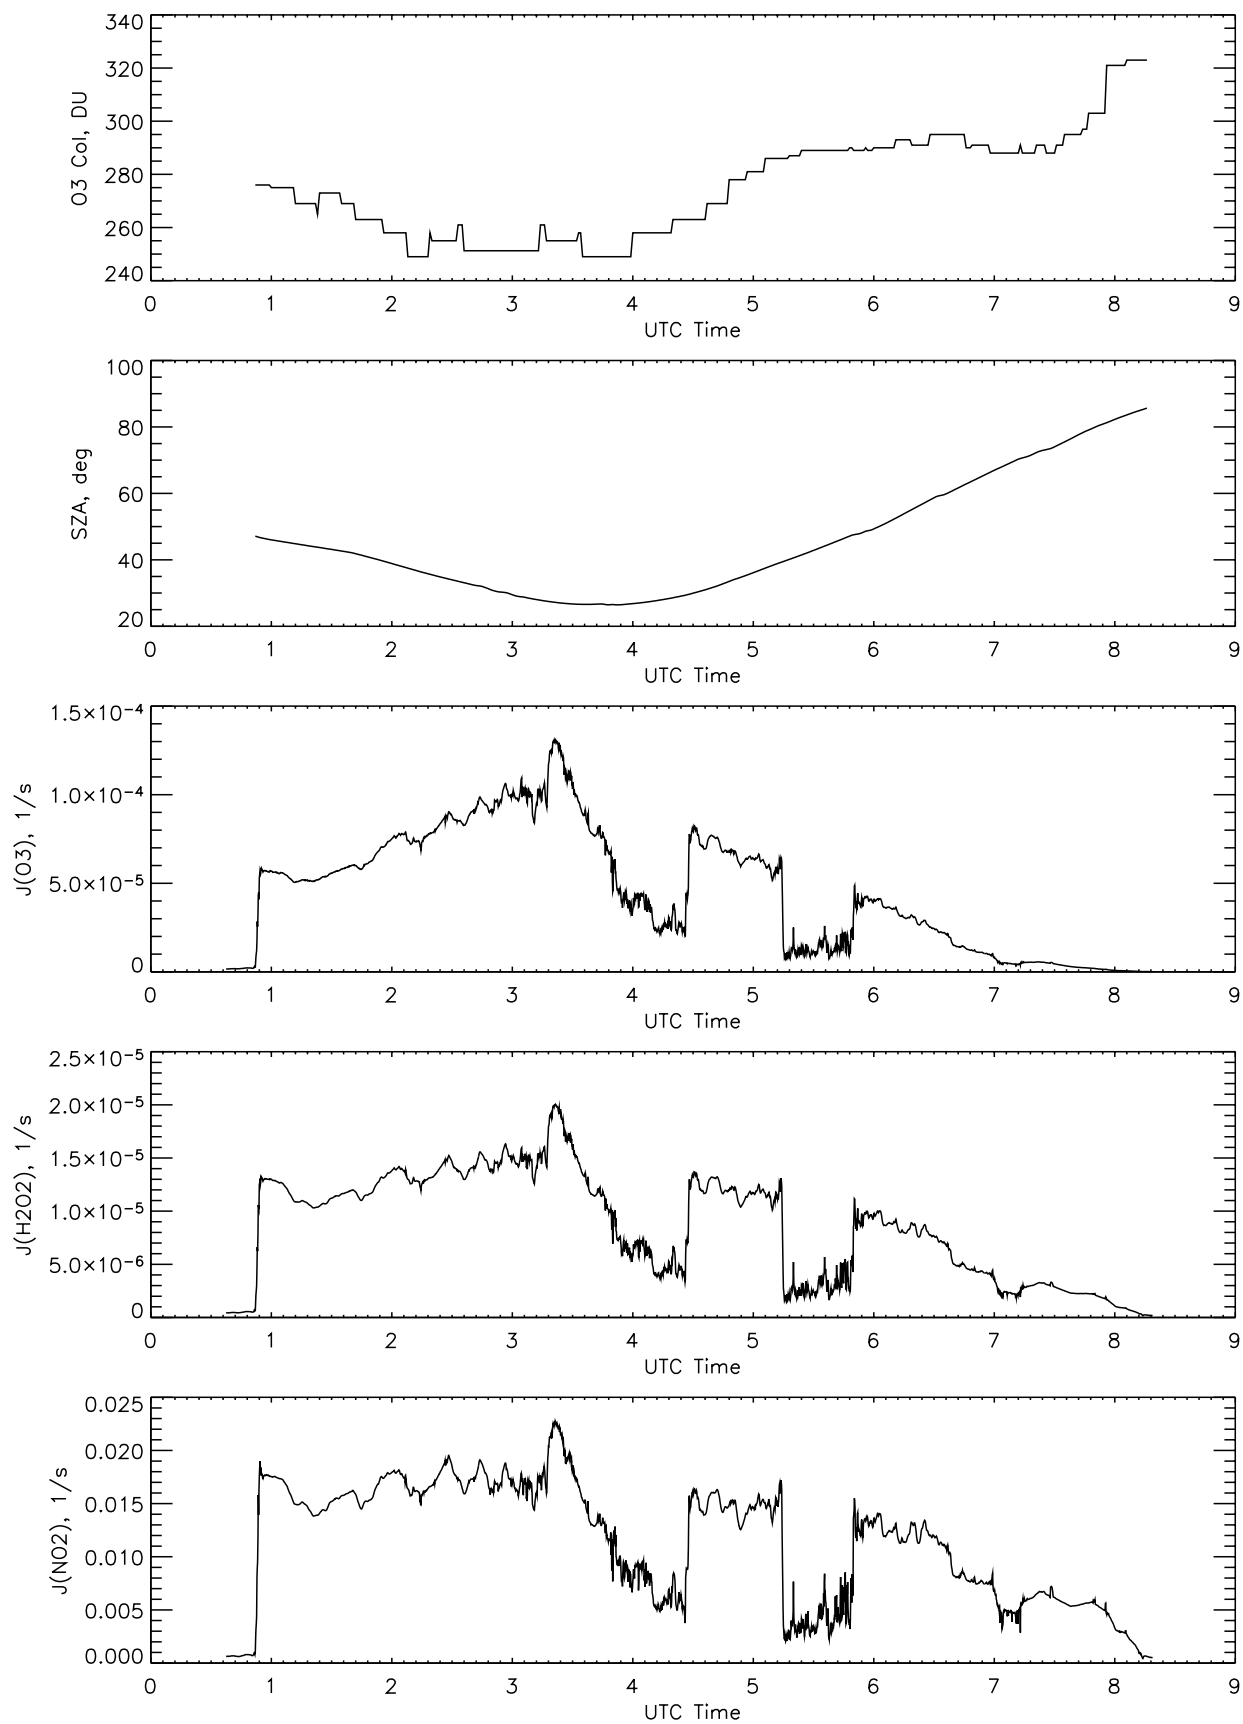 340
320
300
280
260
240
O3 Col, DU
0 1 2 3 4 5 6 7 8 9
UTC Time
100
80
60
40
20
SZA, deg
0 1 2 3 4 5 6 7 8 9
UTC Time
1.5×10⁻⁴
1.0×10⁻⁴
5.0×10⁻⁵
0
J(O3), 1/s
0 1 2 3 4 5 6 7 8 9
UTC Time
2.5×10⁻⁵
2.0×10⁻⁵
1.5×10⁻⁵
1.0×10⁻⁵
5.0×10⁻⁶
0
J(H2O2), 1/s
0 1 2 3 4 5 6 7 8 9
UTC Time
0.025
0.020
0.015
0.010
0.005
0.000
J(NO2), 1/s
0 1 2 3 4 5 6 7 8 9
UTC Time